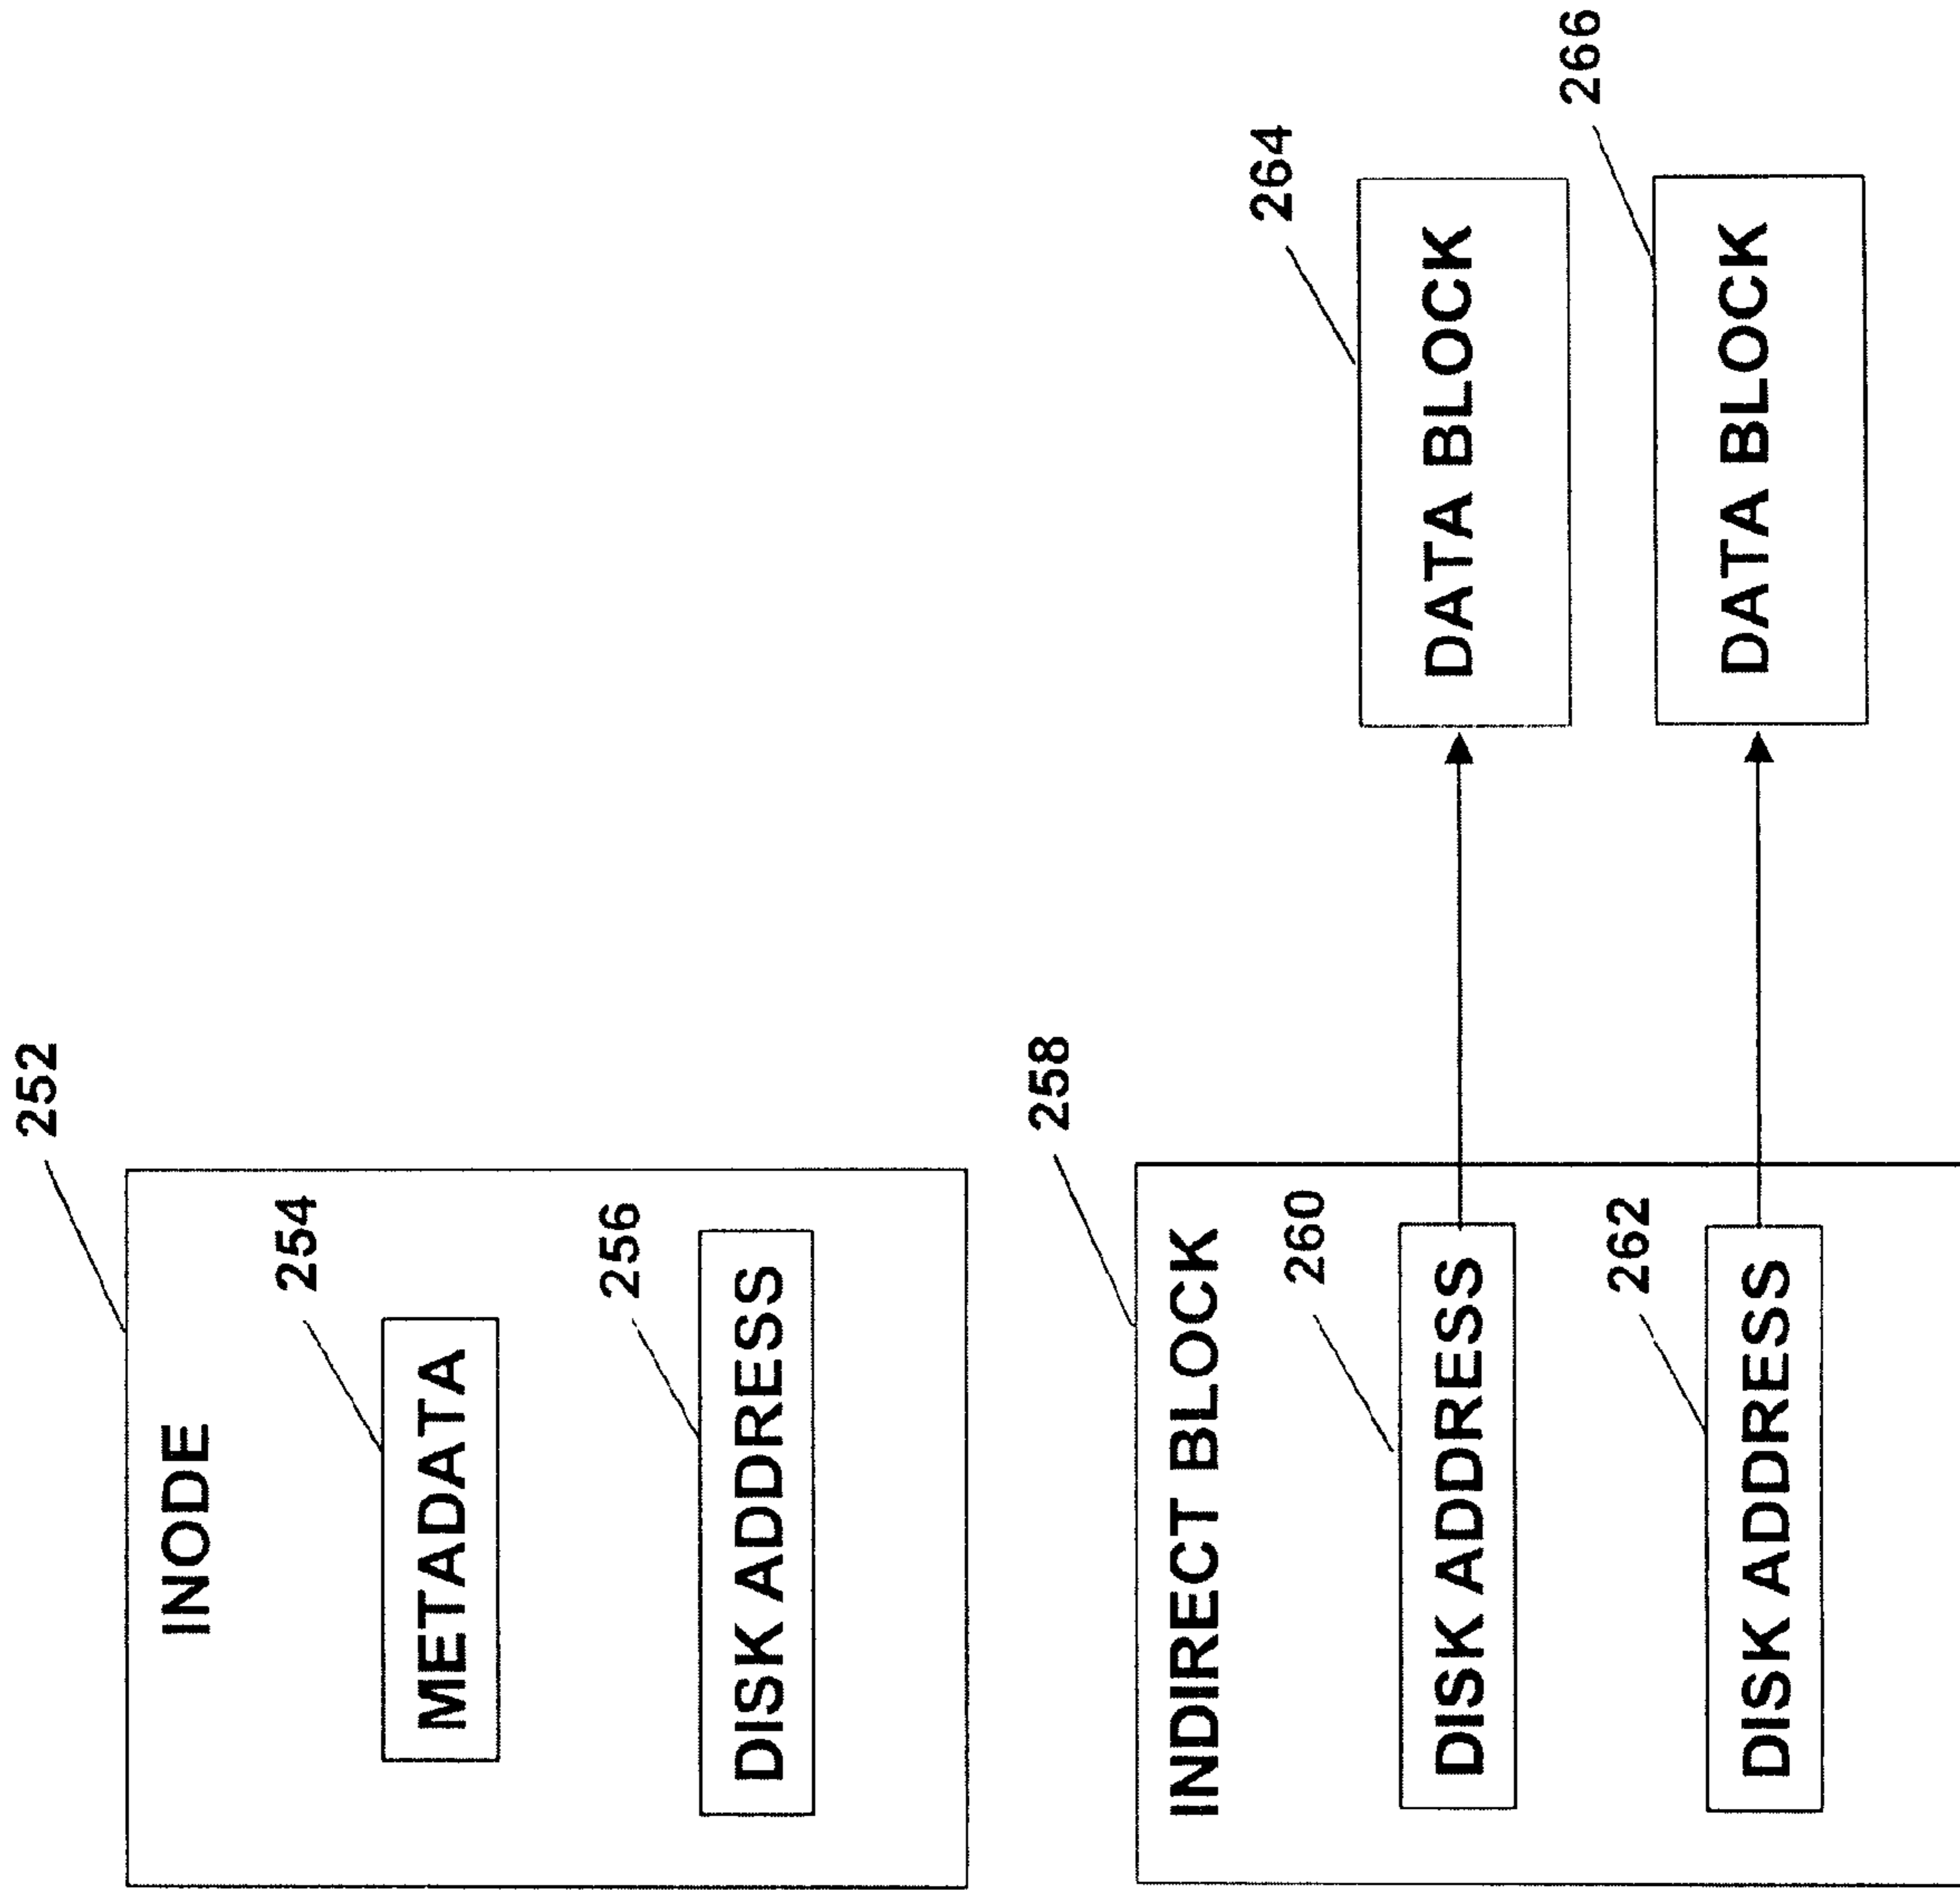 252
INODE
254
METADATA
256
DISK ADDRESS
258
INDIRECT BLOCK
260
DISK ADDRESS
264
DATA BLOCK
262
DISK ADDRESS
266
DATA BLOCK